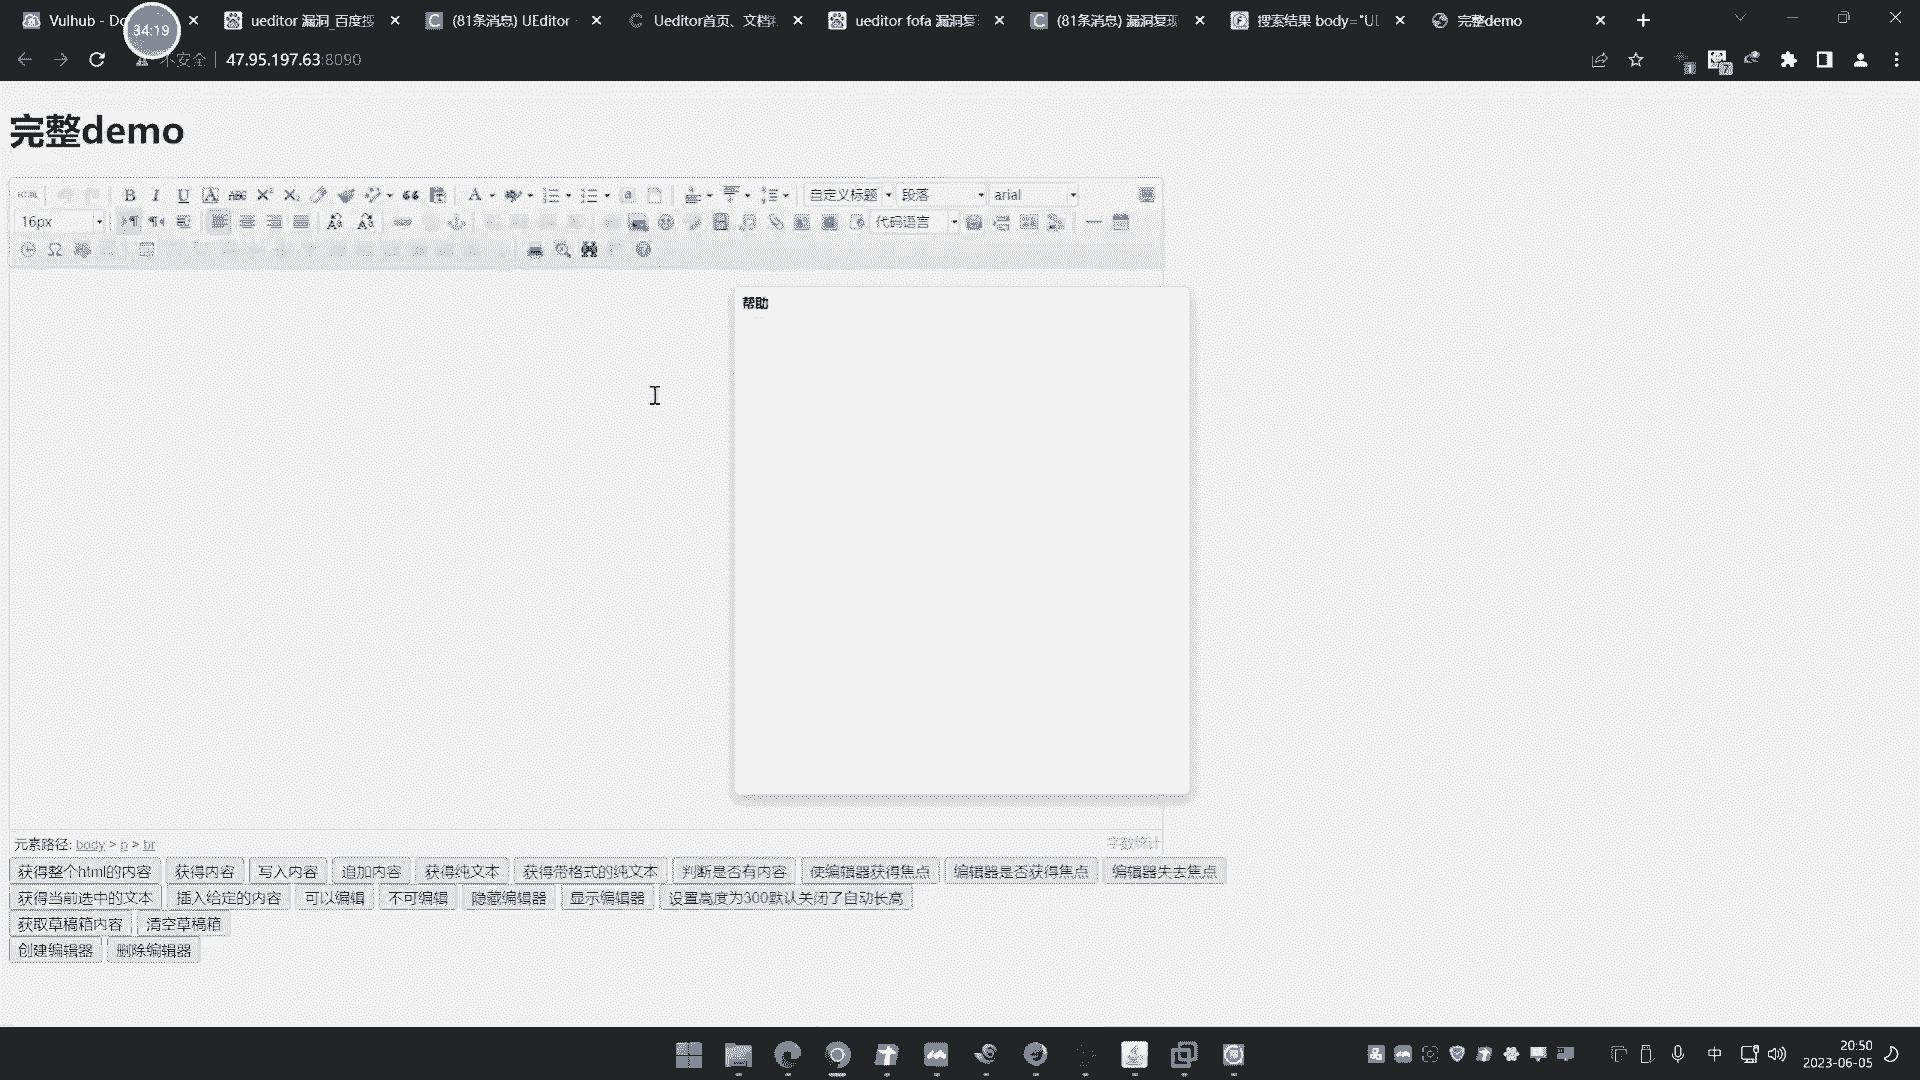 Vulhub - Do
34:19
ueditor 漏洞_百度搜
(81条消息) UEditor
Ueditor首页、文档和
ueditor fofa 漏洞复
(81条消息) 漏洞复现
搜索结果 body="UE
完整demo
不安全 47.95.197.63:8090
完整demo
HTML B I U A ABC X² X₂
自定义标题 段落 arial
16px
代码语言
帮助
元素路径: body > p > br
字数统计
获得整个html的内容 获得内容 写入内容 追加内容 获得纯文本 获得带格式的纯文本 判断是否有内容 使编辑器获得焦点 编辑器是否获得焦点 编辑器失去焦点
获得当前选中的文本 插入给定的内容 可以编辑 不可编辑 隐藏编辑器 显示编辑器 设置高度为300默认关闭了自动长高
获取草稿箱内容 清空草稿箱
创建编辑器 删除编辑器
中
20:50
2023-06-05